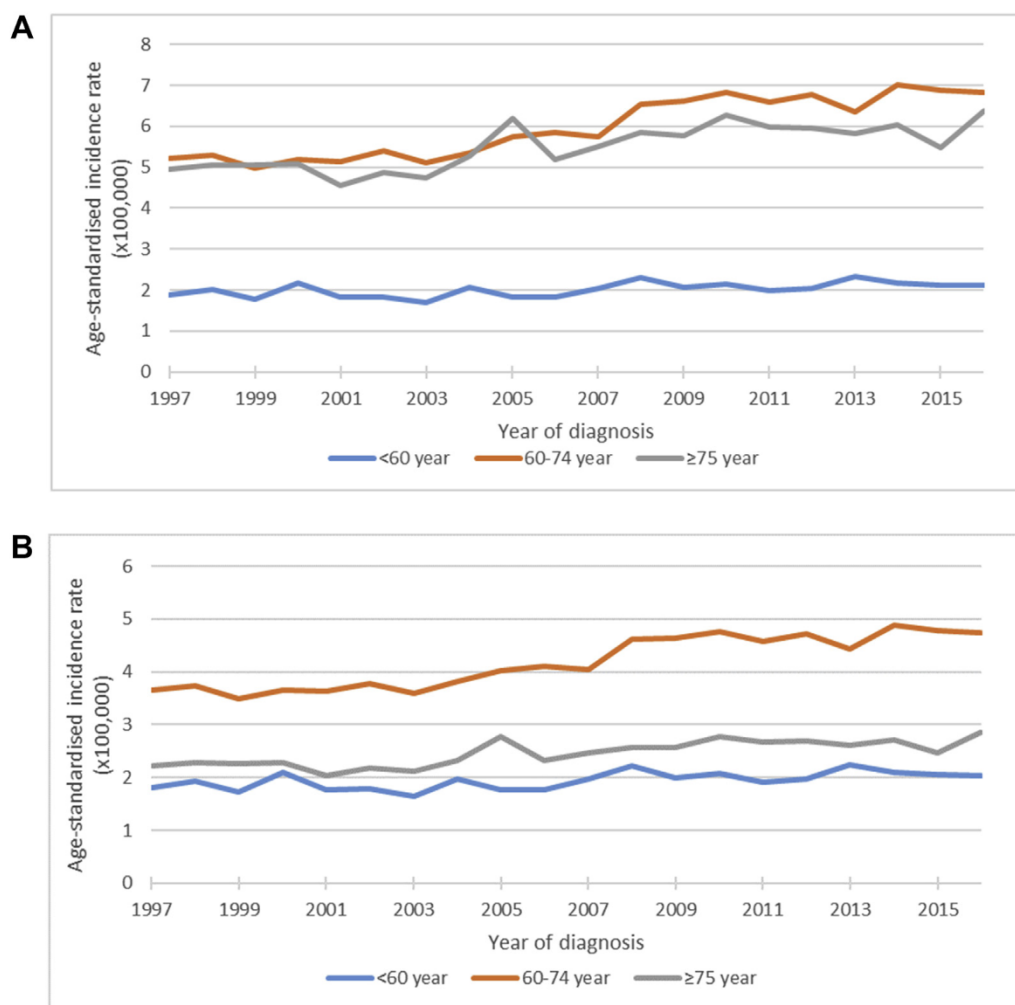 A
Age-standardised incidence rate
(x100,000)
8
7
6
5
4
3
2
1
0
1997 1999 2001 2003 2005 2007 2009 2011 2013 2015
Year of diagnosis
<60 year 60-74 year ≥75 year
B
Age-standardised incidence rate
(x100,000)
6
5
4
3
2
1
0
1997 1999 2001 2003 2005 2007 2009 2011 2013 2015
Year of diagnosis
<60 year 60-74 year ≥75 year